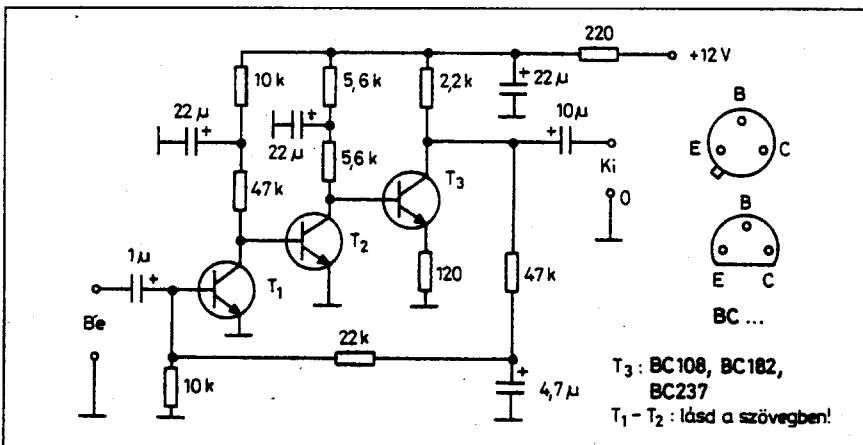 220
+12 V
10 k
5,6 k
2,2k
22 μ
10 μ
22 μ
22 μ
5,6 k
47 k
T₃
Ki
0
T₂
1 μ
T₁
120
47 k
Be
22 k
10 k
4,7 μ
B
E
C
B
E
C
BC ...
T₃ : BC108, BC182,
BC237
T₁ – T₂ : lásd a szövegben!